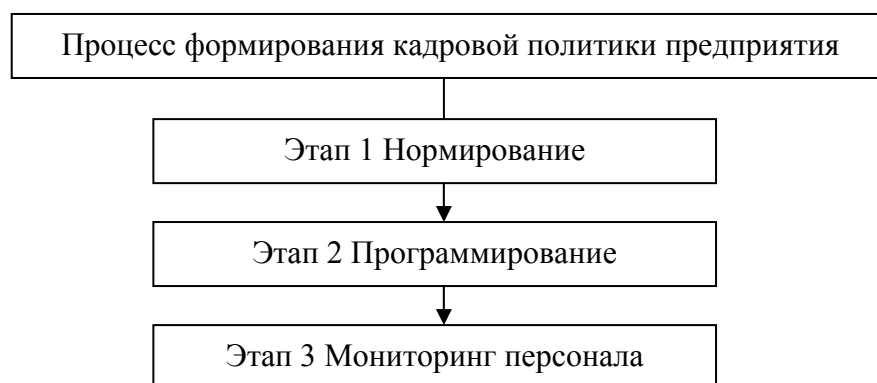 Процесс формирования кадровой политики предприятия
Этап 1 Нормирование
Этап 2 Программирование
Этап 3 Мониторинг персонала